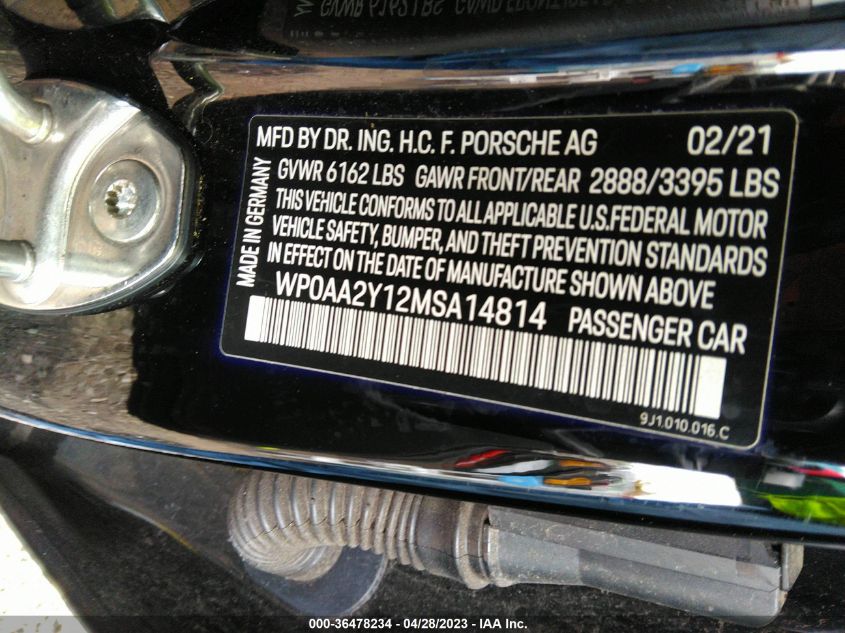 MFD BY DR. ING. H.C. F. PORSCHE AG 02/21
GVWR 6162 LBS GAWR FRONT/REAR 2888/3395 LBS
THIS VEHICLE CONFORMS TO ALL APPLICABLE U.S.FEDERAL MOTOR
VEHICLE SAFETY, BUMPER, AND THEFT PREVENTION STANDARDS
IN EFFECT ON THE DATE OF MANUFACTURE SHOWN ABOVE
MADE IN GERMANY
WP0AA2Y12MSA14814 PASSENGER CAR
9J1.010.016.C
000-36478234 - 04/28/2023 - IAA Inc.